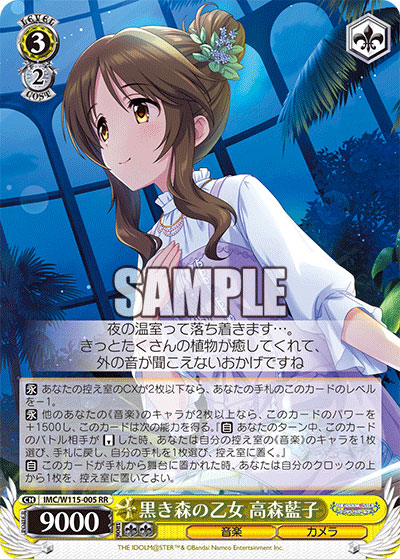 LEVEL
3
2
COST
SAMPLE
夜の温室って落ち着きます…。
きっとたくさんの植物が癒してくれて、
外の音が聞こえないおかげですね
永 あなたの控え室のCXが2枚以下なら、あなたの手札のこのカードのレベル
を－1。
永 他のあなたの《音楽》のキャラが2枚以上なら、このカードのパワーを
＋1500し、このカードは次の能力を得る。『自 あなたのターン中、このカード
のバトル相手が した時、あなたは自分の控え室の《音楽》のキャラを1枚
選び、手札に戻し、自分の手札を1枚選び、控え室に置く。』
自 このカードが手札から舞台に置かれた時、あなたは自分のクロックの上
から1枚を、控え室に置いてよい。
CH IMC/W115-005 RR
9000
黒き森の乙女 高森藍子
音楽 カメラ
THE IDOLM@STER™ & ©Bandai Namco Entertainment Inc.